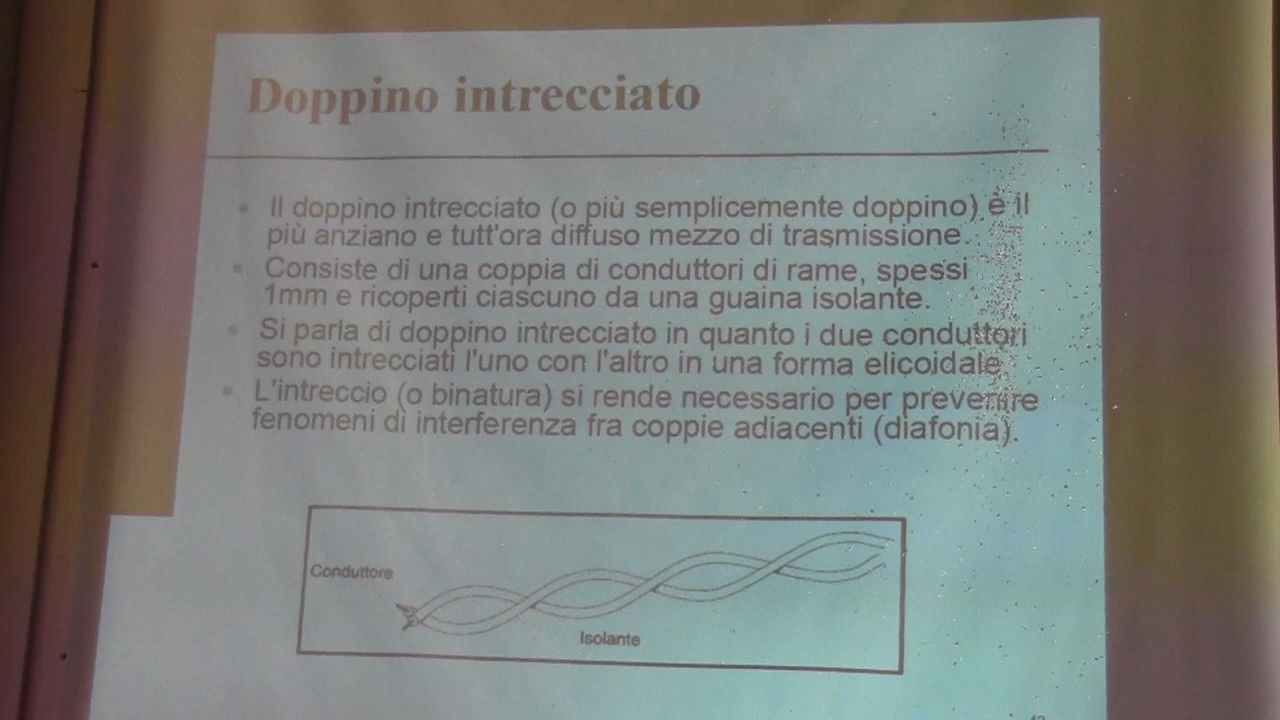 Doppino intrecciato
Il doppino intrecciato (o più semplicemente doppino) è il
più anziano e tutt'ora diffuso mezzo di trasmissione.
Consiste di una coppia di conduttori di rame, spessi
1mm e ricoperti ciascuno da una guaina isolante.
Si parla di doppino intrecciato in quanto i due conduttori
sono intrecciati l'uno con l'altro in una forma elicoidale
L'intreccio (o binatura) si rende necessario per prevenire
fenomeni di interferenza fra coppie adiacenti (diafonia).
Conduttore
Isolante